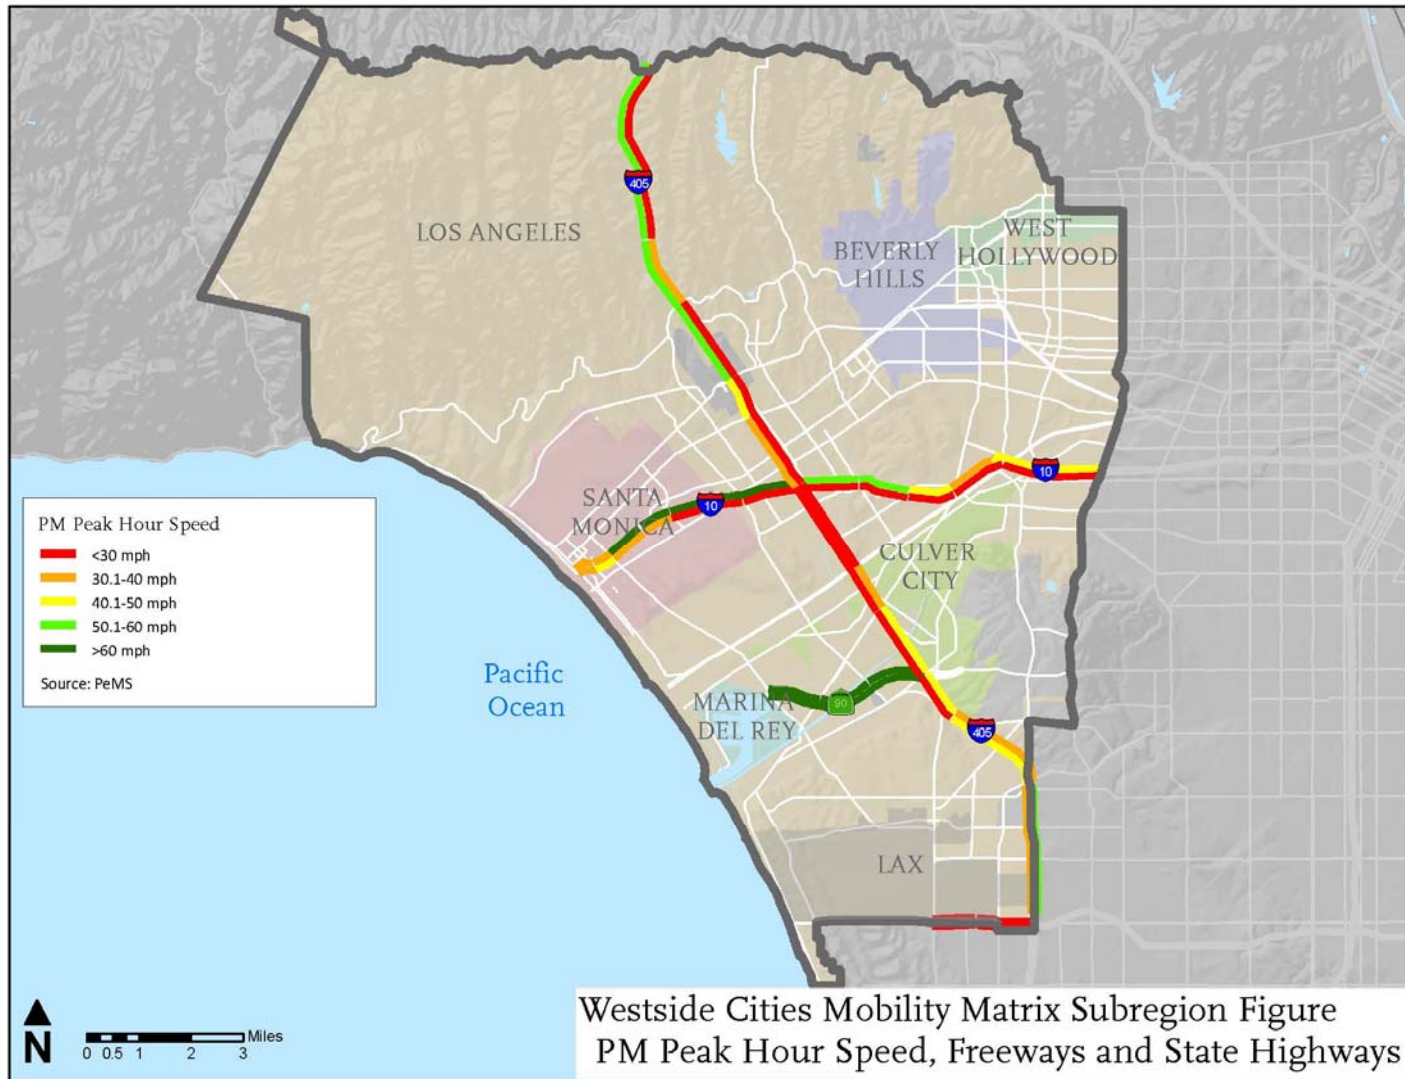 405
LOS ANGELES
WEST
HOLLYWOOD
BEVERLY
HILLS
10
SANTA
MONICA
10
CULVER
CITY
PM Peak Hour Speed
<30 mph
30.1-40 mph
40.1-50 mph
50.1-60 mph
>60 mph
Source: PeMS
Pacific
Ocean
MARINA
DEL REY
90
405
LAX
N
0 0.5 1 2 3 Miles
Westside Cities Mobility Matrix Subregion Figure
PM Peak Hour Speed, Freeways and State Highways